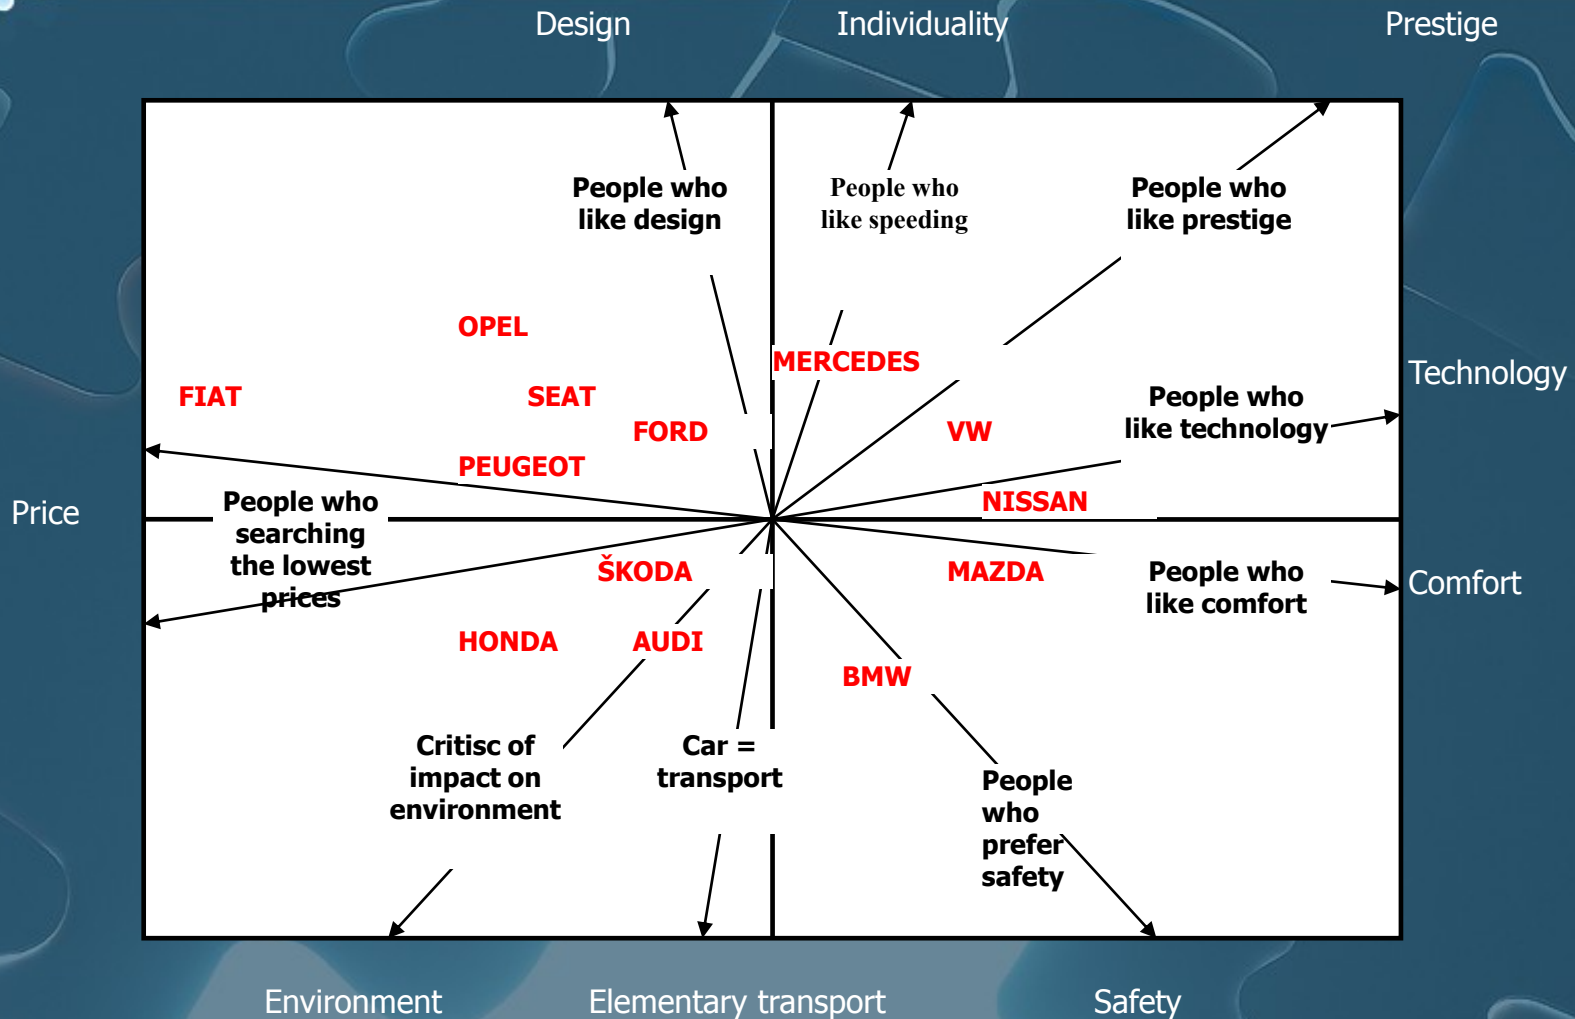 Design
Individuality
Prestige
People who
like design
People who
like speeding
People who
like prestige
OPEL
MERCEDES
Technology
FIAT
SEAT
People who
like technology
FORD
VW
PEUGEOT
Price
People who
searching
the lowest
prices
NISSAN
ŠKODA
MAZDA
People who
like comfort
Comfort
HONDA
AUDI
BMW
Critisc of
impact on
environment
Car =
transport
People
who
prefer
safety
Environment
Elementary transport
Safety